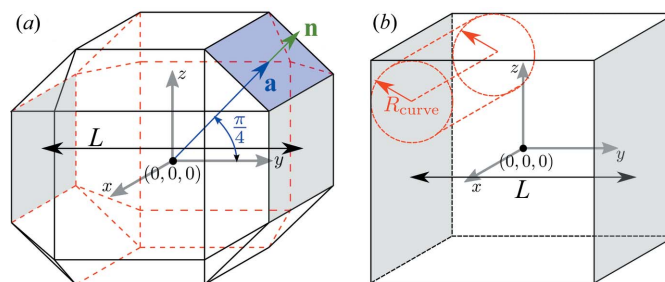 (a)
n
z
a
L
π/4
y
(0,0,0)
x
(b)
z
R_curve
(0,0,0)
y
x
L